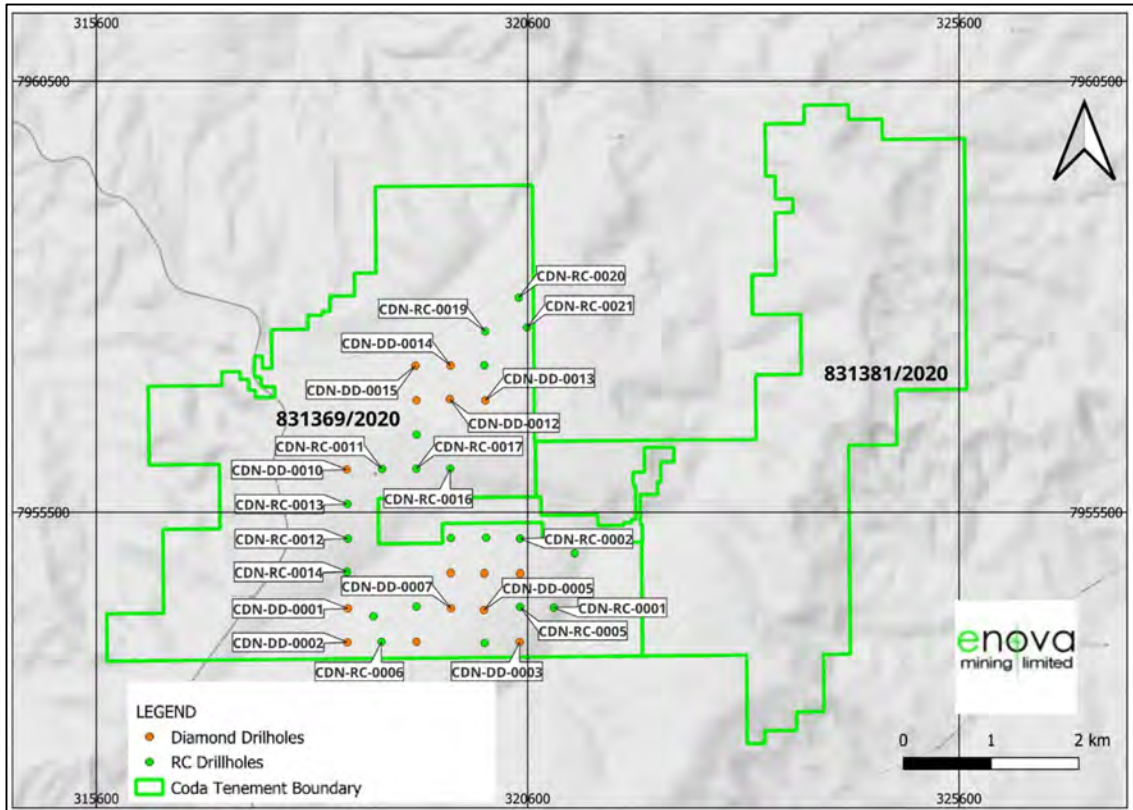 315600
320600
325600
7960500
7960500
CDN-RC-0020
CDN-RC-0019
CDN-RC-0021
CDN-DD-0014
CDN-DD-0015
CDN-DD-0013
831381/2020
831369/2020
CDN-DD-0012
CDN-RC-0011
CDN-RC-0017
CDN-DD-0010
CDN-RC-0016
CDN-RC-0013
7955500
7955500
CDN-RC-0012
CDN-RC-0002
CDN-RC-0014
CDN-DD-0007
CDN-DD-0005
CDN-DD-0001
CDN-RC-0001
CDN-RC-0005
CDN-DD-0002
CDN-RC-0006
CDN-DD-0003
enova
mining limited
LEGEND
Diamond Drilholes
RC Drillholes
Coda Tenement Boundary
0 1 2 km
315600
320600
325600